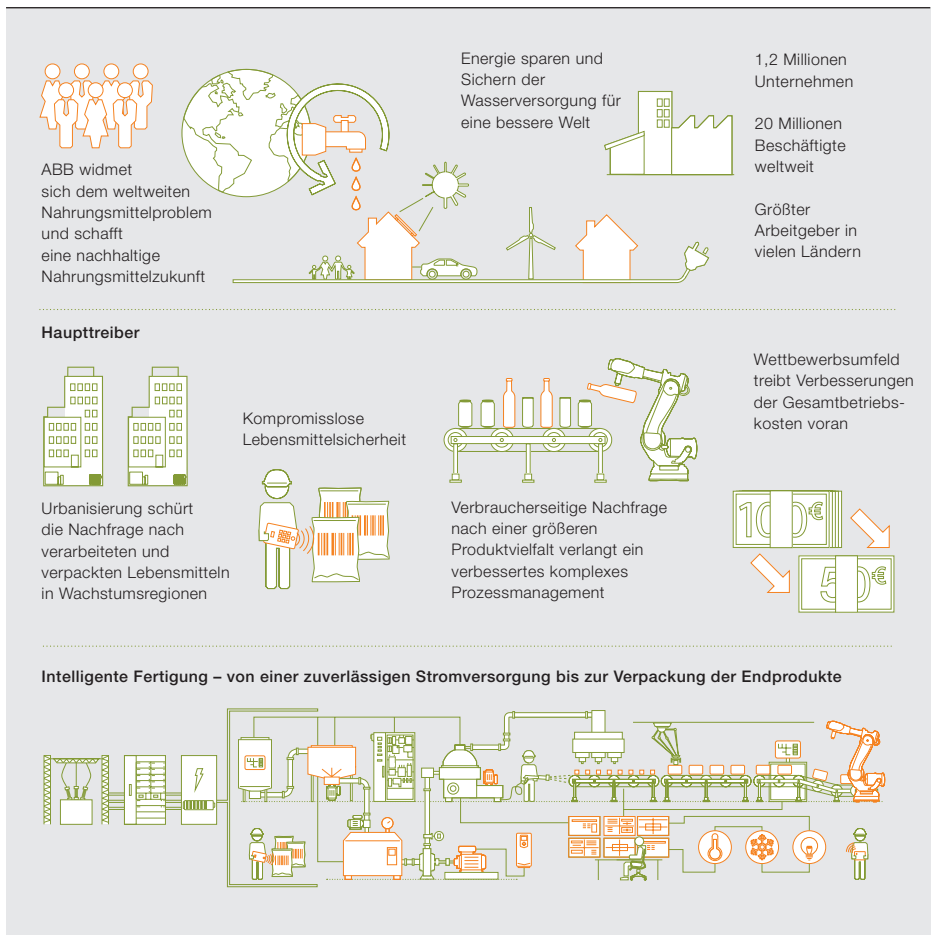 ABB widmet
sich dem weltweiten
Nahrungsmittelproblem
und schafft
eine nachhaltige
Nahrungsmittelzukunft
Energie sparen und
Sichern der
Wasserversorgung für
eine bessere Welt
1,2 Millionen
Unternehmen
20 Millionen
Beschäftigte
weltweit
Größter
Arbeitgeber in
vielen Ländern
Haupttreiber
Urbanisierung schürt
die Nachfrage nach
verarbeiteten und
verpackten Lebensmitteln
in Wachstumsregionen
Kompromisslose
Lebensmittelsicherheit
Verbraucherseitige Nachfrage
nach einer größeren
Produktvielfalt verlangt ein
verbessertes komplexes
Prozessmanagement
Wettbewerbsumfeld
treibt Verbesserungen
der Gesamtbetriebs-
kosten voran
100 €
50 €
Intelligente Fertigung – von einer zuverlässigen Stromversorgung bis zur Verpackung der Endprodukte